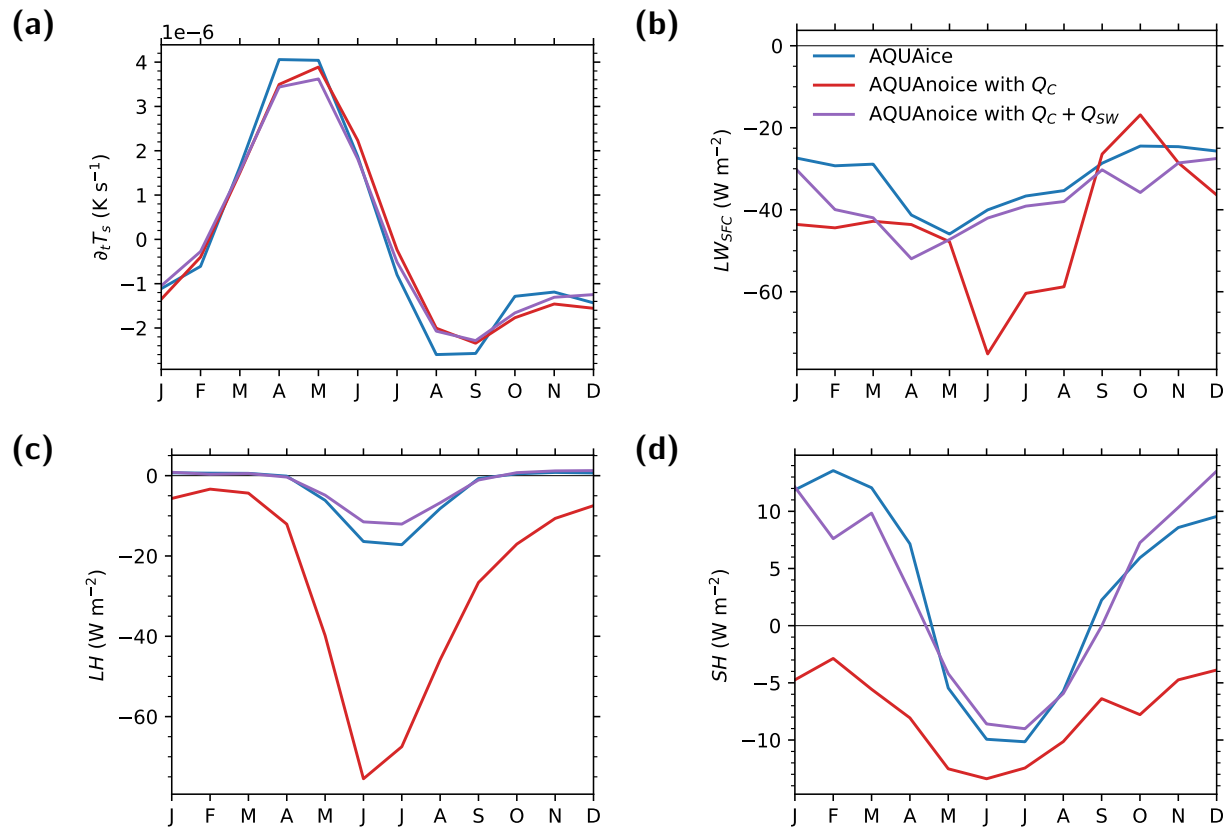 (a)
1e−6
4
3
2
1
0
−1
−2
∂tTs (K s−1)
J F M A M J J A S O N D
(b)
0
−20
−40
−60
LWSFC (W m−2)
AQUAice
AQUAnoice with QC
AQUAnoice with QC + QSW
J F M A M J J A S O N D
(c)
0
−20
−40
−60
LH (W m−2)
J F M A M J J A S O N D
(d)
10
5
0
−5
−10
SH (W m−2)
J F M A M J J A S O N D